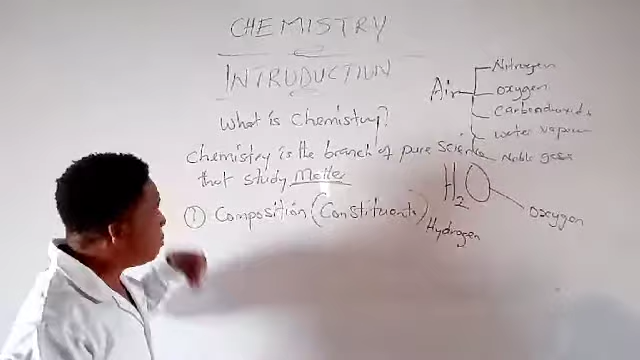 CHEMISTRY
INTRUDUCTION
What is Chemistry?
Chemistry is the branch of pure science
that study Matter
① Composition (Constituents)
Air
Nitrogen
oxygen
Carbondioxide
water vapour
Noble gases
H2O
Hydrogen
oxygen